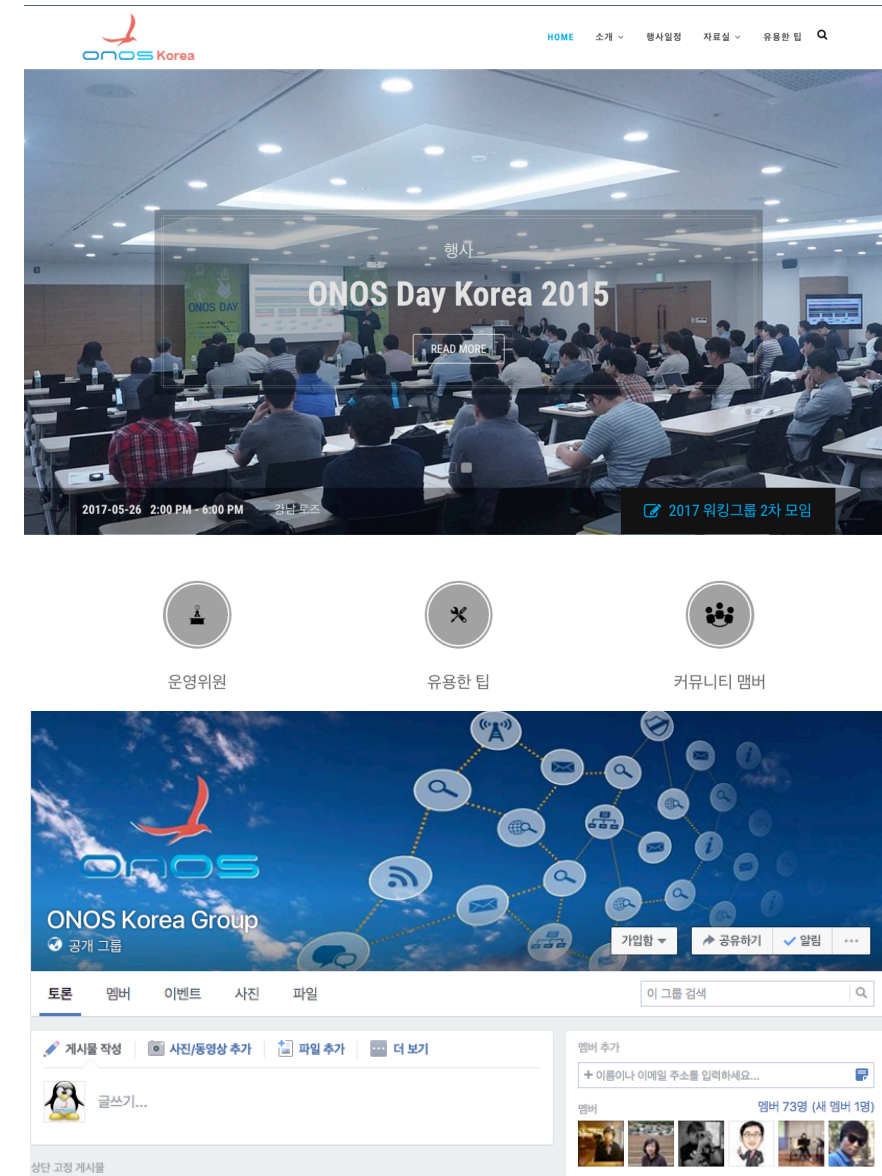 ONOS Korea
HOME 소개 행사일정 자료실 유용한 팁
행사
ONOS DAY
ONOS Day Korea 2015
READ MORE
2017-05-26 2:00 PM - 6:00 PM 강남 토즈
2017 워킹그룹 2차 모임
운영위원 유용한 팁 커뮤니티 맴버
ONOS
ONOS Korea Group
공개 그룹
가입함 공유하기 알림
토론 멤버 이벤트 사진 파일 이 그룹 검색
게시물 작성 사진/동영상 추가 파일 추가 더 보기
글쓰기...
멤버 추가
+ 이름이나 이메일 주소를 입력하세요...
멤버 멤버 73명 (새 멤버 1명)
상단 고정 게시물